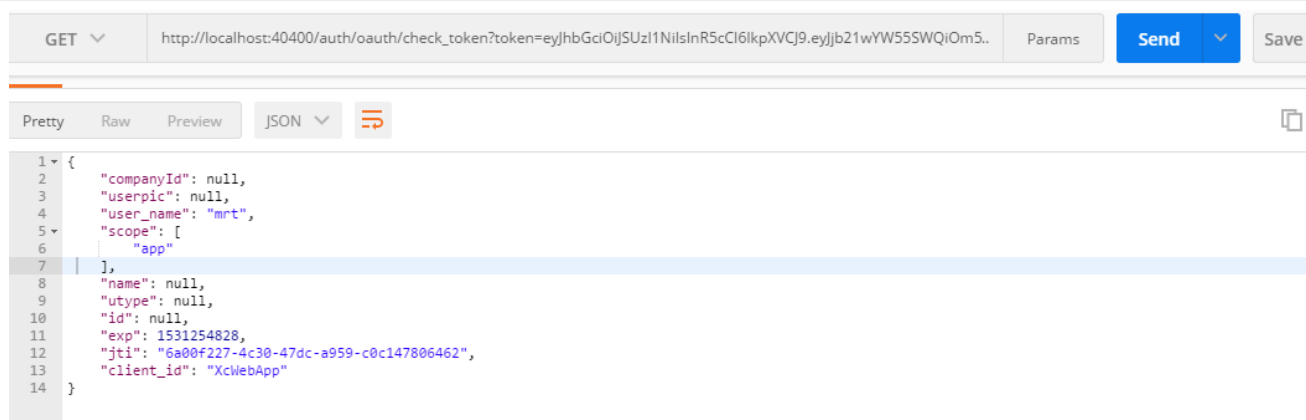 GET http://localhost:40400/auth/oauth/check_token?token=eyJhbGciOiJSUzI1NiIsInR5cCI6IkpXVCJ9.eyJjb21wYW55SWQiOm5.. Params Send Save
Pretty Raw Preview JSON
1 {
2 "companyId": null,
3 "userpic": null,
4 "user_name": "mrt",
5 "scope": [
6 "app"
7 ],
8 "name": null,
9 "utype": null,
10 "id": null,
11 "exp": 1531254828,
12 "jti": "6a00f227-4c30-47dc-a959-c0c147806462",
13 "client_id": "XcWebApp"
14 }